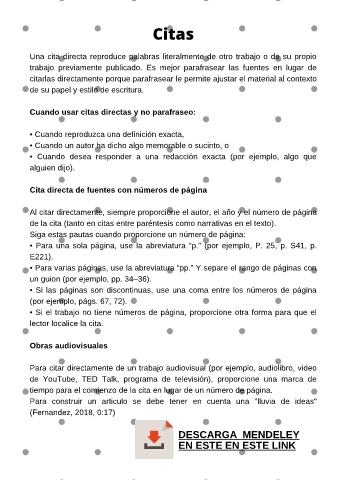 Citas
Una cita directa reproduce palabras literalmente de otro trabajo o de su propio
trabajo previamente publicado. Es mejor parafrasear las fuentes en lugar de
citarlas directamente porque parafrasear le permite ajustar el material al contexto
de su papel y estilo de escritura.
Cuando usar citas directas y no parafraseo:
• Cuando reproduzca una definición exacta,
• Cuando un autor ha dicho algo memorable o sucinto, o
• Cuando desea responder a una redacción exacta (por ejemplo, algo que
alguien dijo).
Cita directa de fuentes con números de página
Al citar directamente, siempre proporcione el autor, el año y el número de página
de la cita (tanto en citas entre paréntesis como narrativas en el texto).
Siga estas pautas cuando proporcione un número de página:
• Para una sola página, use la abreviatura "p." (por ejemplo, P. 25, p. S41, p.
E221).
• Para varias páginas, use la abreviatura "pp." Y separe el rango de páginas con
un guion (por ejemplo, pp. 34–36).
• Si las páginas son discontinuas, use una coma entre los números de página
(por ejemplo, págs. 67, 72).
• Si el trabajo no tiene números de página, proporcione otra forma para que el
lector localice la cita.
Obras audiovisuales
Para citar directamente de un trabajo audiovisual (por ejemplo, audiolibro, video
de YouTube, TED Talk, programa de televisión), proporcione una marca de
tiempo para el comienzo de la cita en lugar de un número de página.
Para construir un articulo se debe tener en cuenta una "lluvia de ideas"
(Fernandez, 2018, 0:17)
DESCARGA MENDELEY
EN ESTE EN ESTE LINK